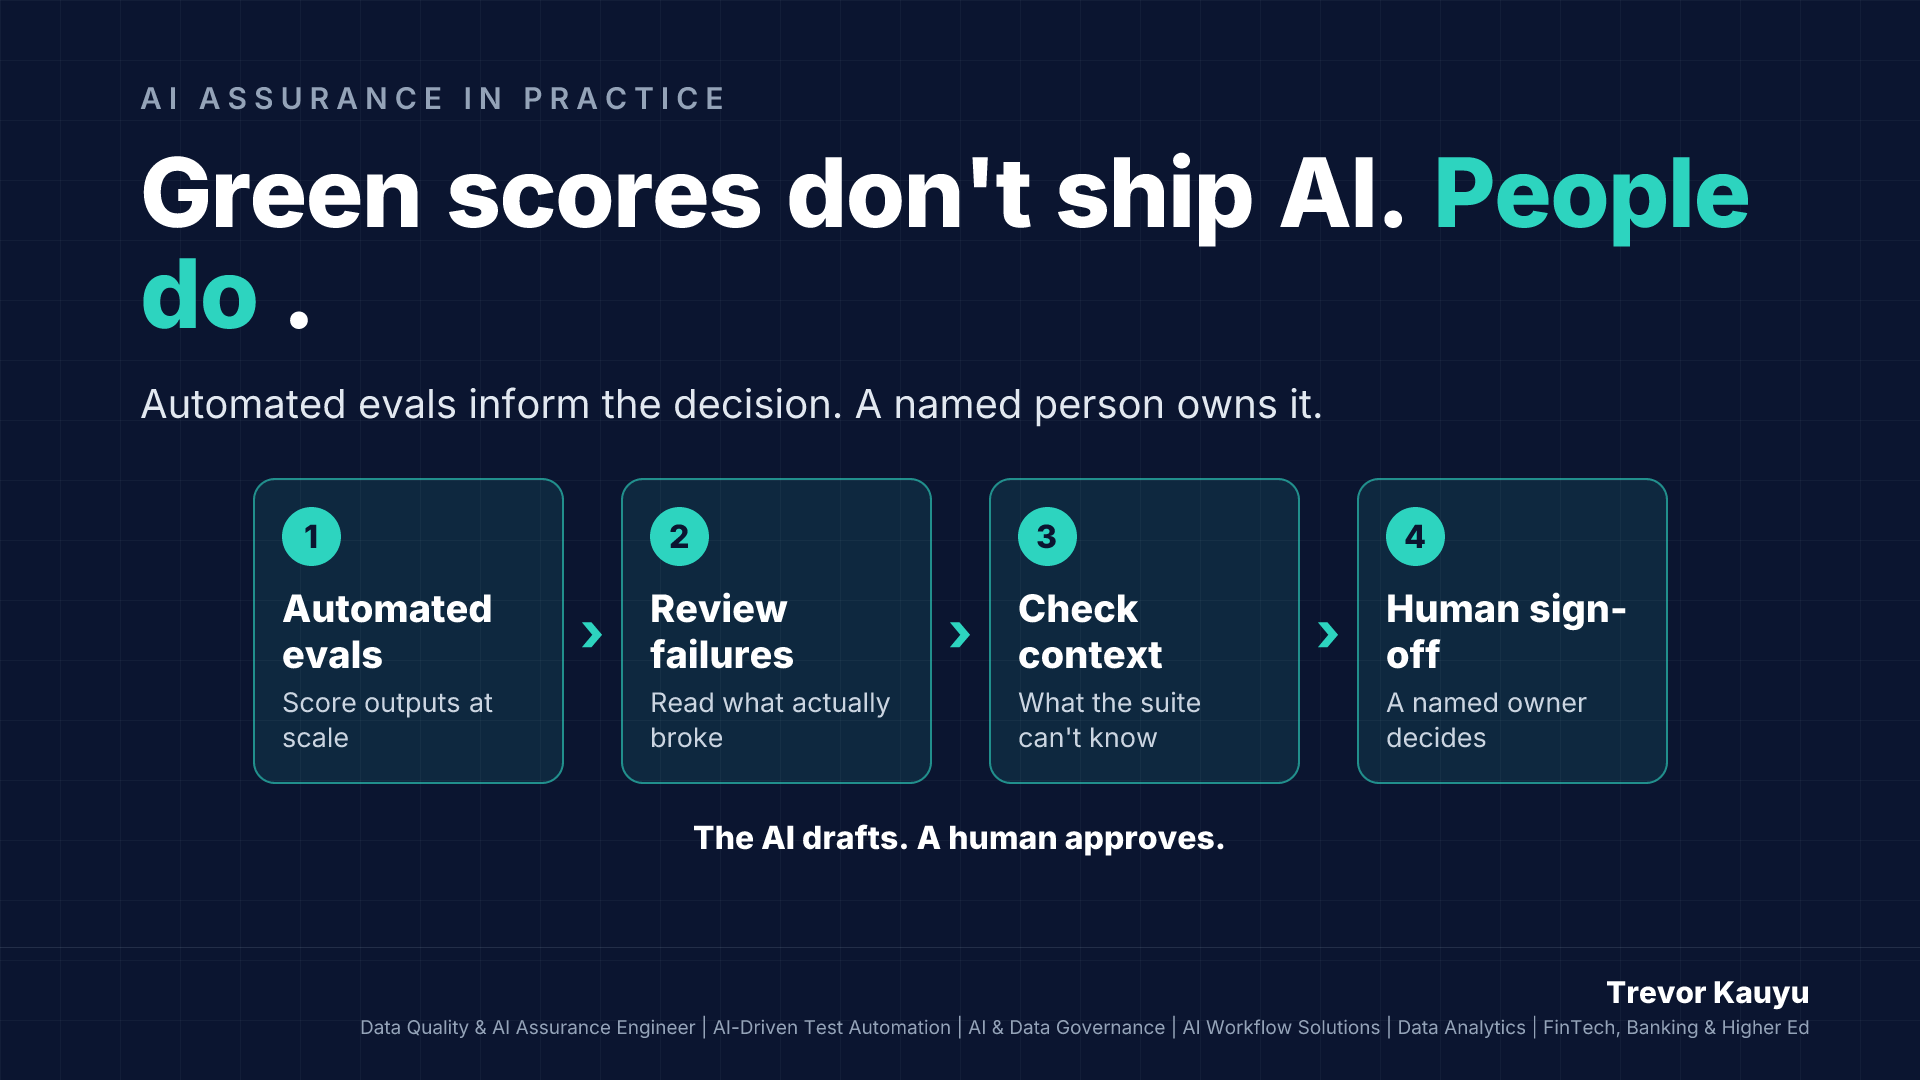 AI ASSURANCE IN PRACTICE
Green scores don't ship AI. People
do .
Automated evals inform the decision. A named person owns it.
1
Automated
evals
Score outputs at
scale
›
2
Review
failures
Read what actually
broke
›
3
Check
context
What the suite
can't know
›
4
Human sign-
off
A named owner
decides
The AI drafts. A human approves.
Trevor Kauyu
Data Quality & AI Assurance Engineer | AI-Driven Test Automation | AI & Data Governance | AI Workflow Solutions | Data Analytics | FinTech, Banking & Higher Ed